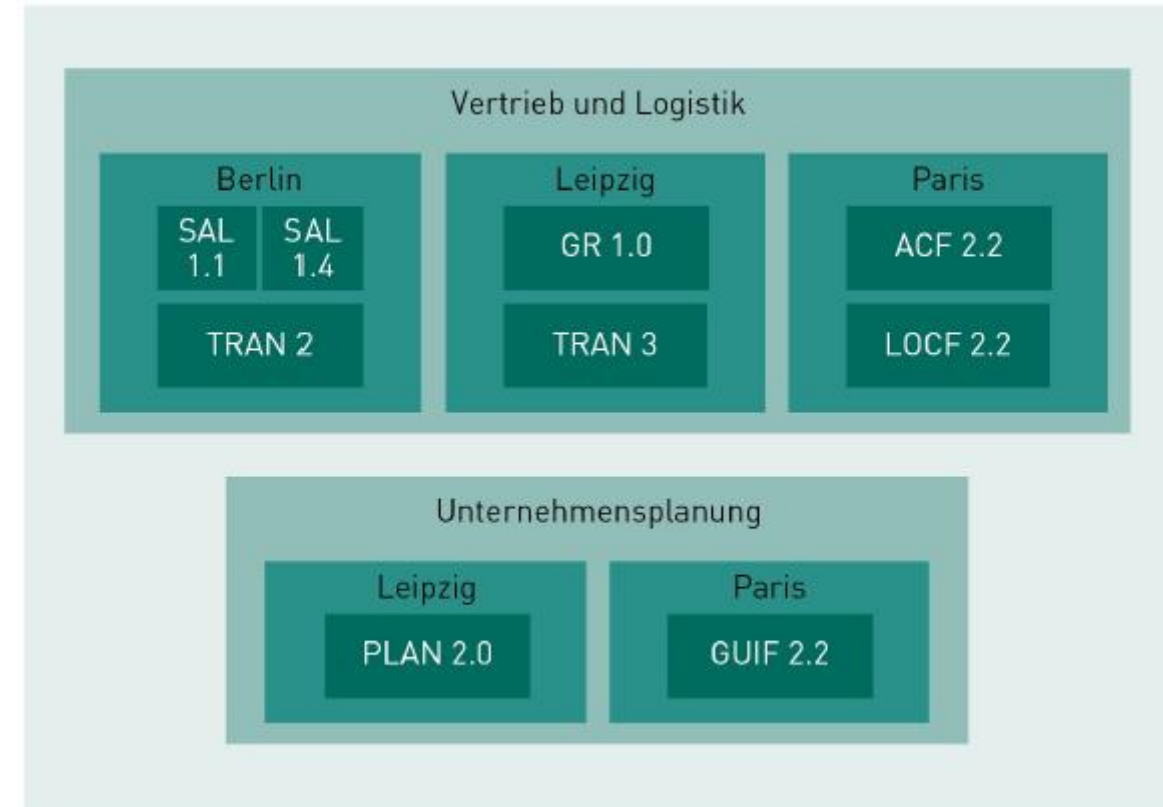 Vertrieb und Logistik
Berlin
SAL
1.1
SAL
1.4
TRAN 2
Leipzig
GR 1.0
TRAN 3
Paris
ACF 2.2
LOCF 2.2
Unternehmensplanung
Leipzig
PLAN 2.0
Paris
GUIF 2.2